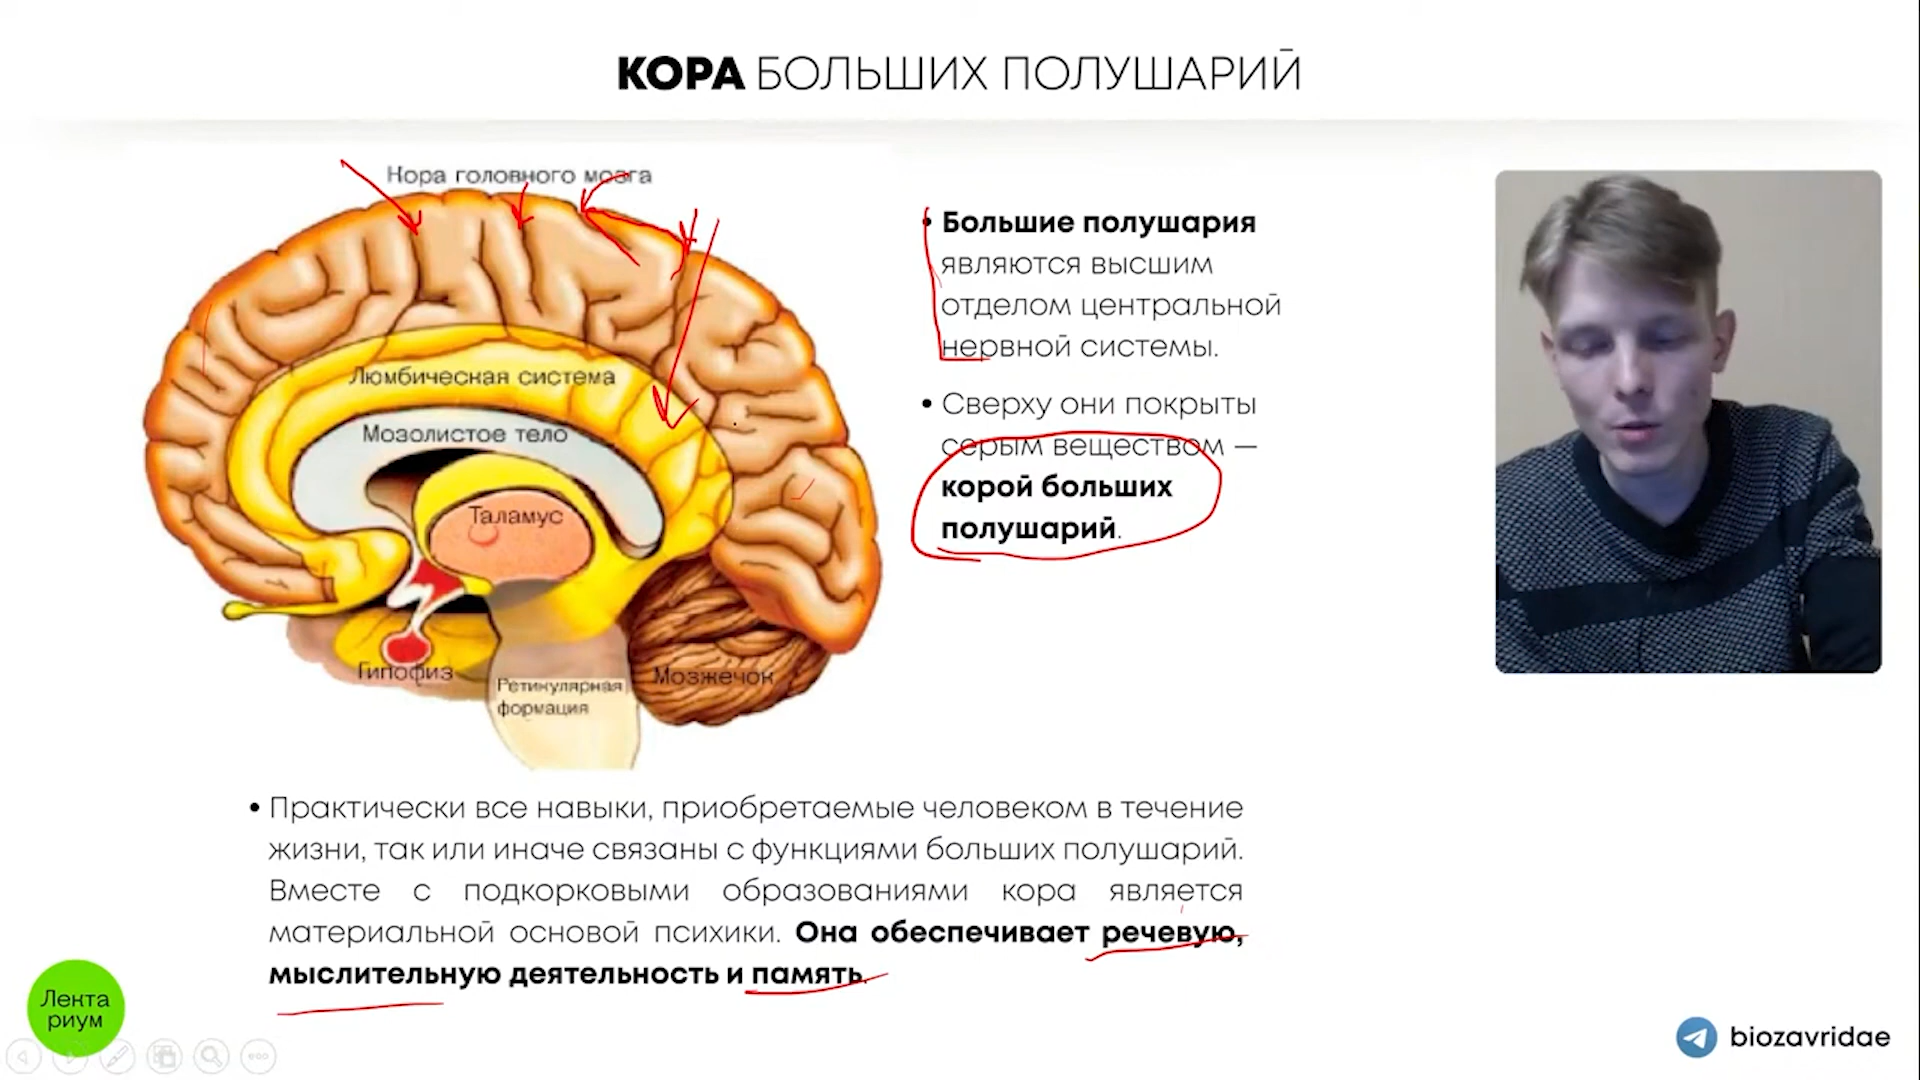 КОРА БОЛЬШИХ ПОЛУШАРИЙ
Кора головного мозга
Люмбическая система
Мозолистое тело
Таламус
Гипофиз
Ретикулярная
формация
Мозжечок
• Большие полушария
являются высшим
отделом центральной
нервной системы.
• Сверху они покрыты
серым веществом —
корой больших
полушарий.
• Практически все навыки, приобретаемые человеком в течение
жизни, так или иначе связаны с функциями больших полушарий.
Вместе с подкорковыми образованиями кора является
материальной основой психики. Она обеспечивает речевую,
мыслительную деятельность и память.
Лекта
риум
biozavridae